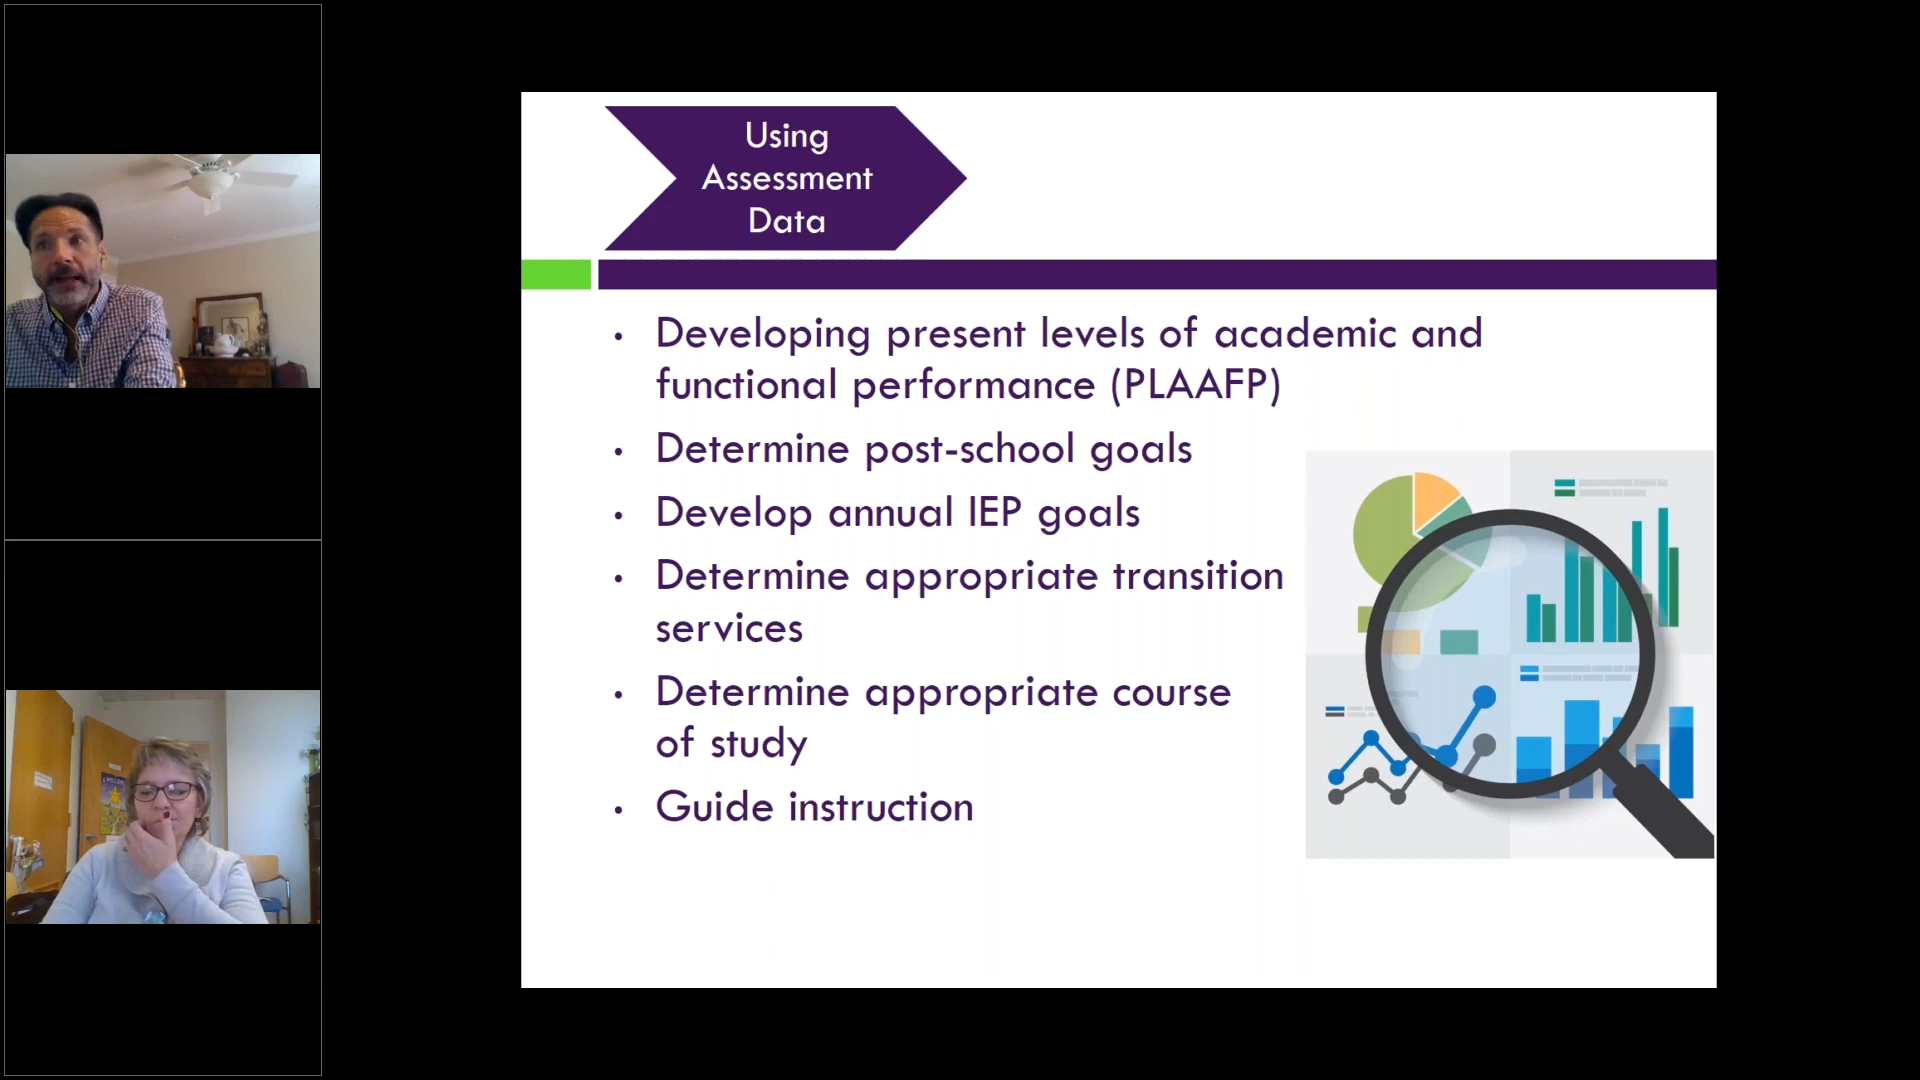 Using
Assessment
Data
• Developing present levels of academic and
functional performance (PLAAFP)
• Determine post-school goals
• Develop annual IEP goals
• Determine appropriate transition
services
• Determine appropriate course
of study
• Guide instruction